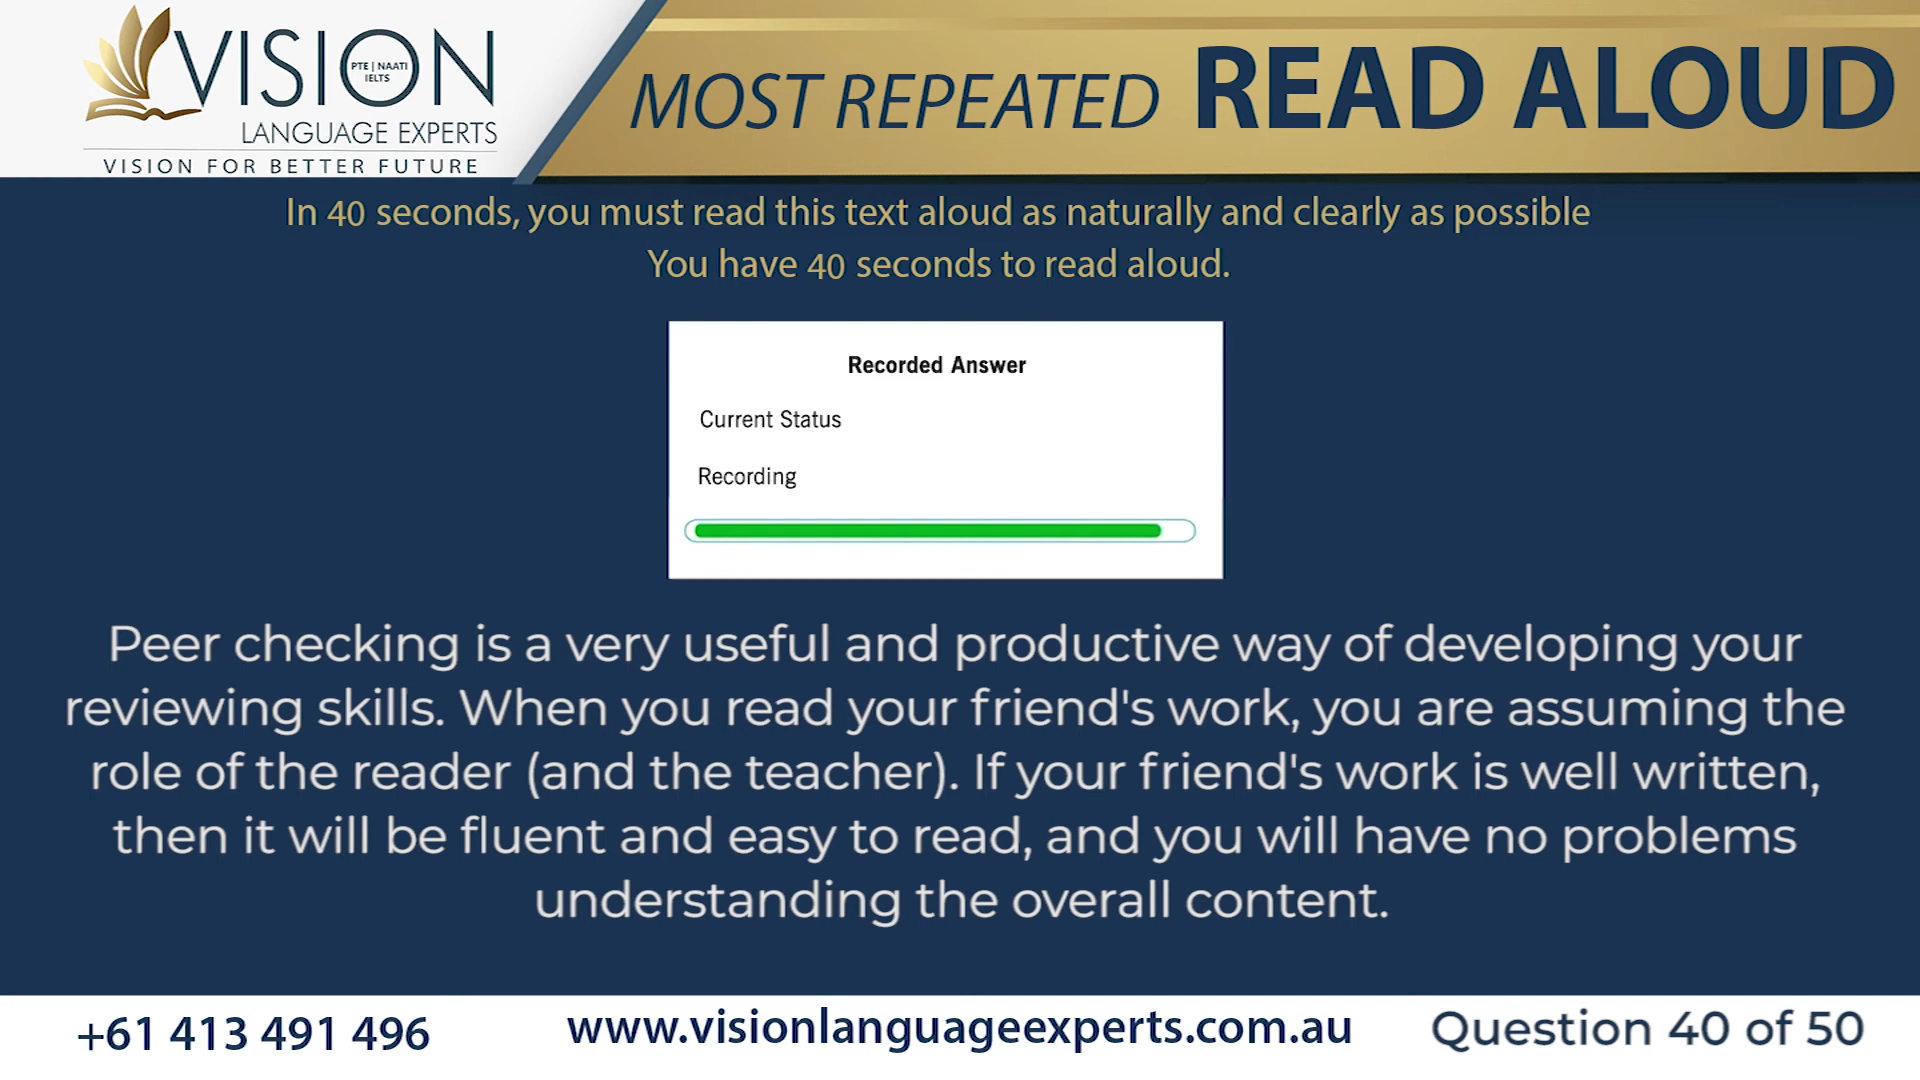 VISION
PTE | NAATI
IELTS
LANGUAGE EXPERTS
VISION FOR BETTER FUTURE
MOST REPEATED READ ALOUD
In 40 seconds, you must read this text aloud as naturally and clearly as possible
You have 40 seconds to read aloud.
Recorded Answer
Current Status
Recording
Peer checking is a very useful and productive way of developing your
reviewing skills. When you read your friend's work, you are assuming the
role of the reader (and the teacher). If your friend's work is well written,
then it will be fluent and easy to read, and you will have no problems
understanding the overall content.
+61 413 491 496
www.visionlanguageexperts.com.au
Question 40 of 50